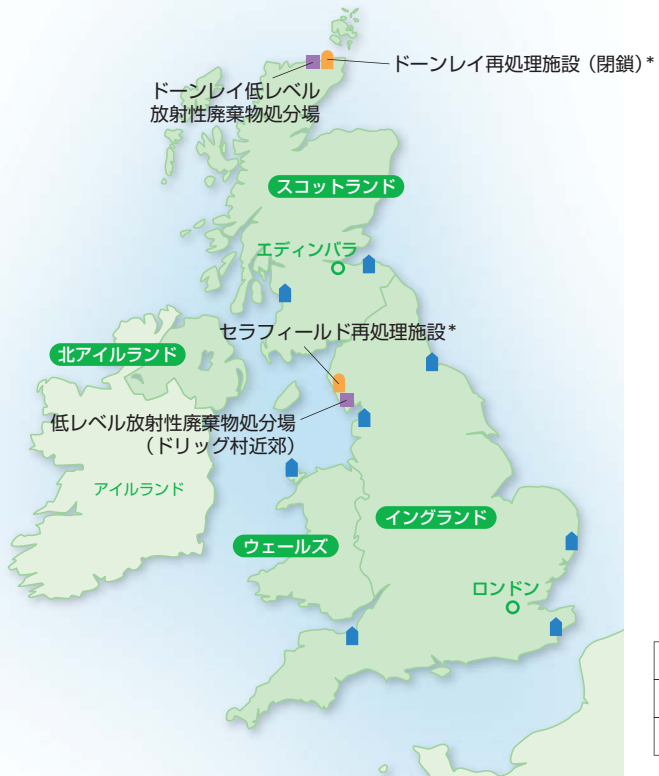 ドーンレイ再処理施設（閉鎖）*
ドーンレイ低レベル
放射性廃棄物処分場
スコットランド
エディンバラ
セラフィールド再処理施設*
北アイルランド
低レベル放射性廃棄物処分場
（ドリッグ村近郊）
アイルランド
イングランド
ウェールズ
ロンドン